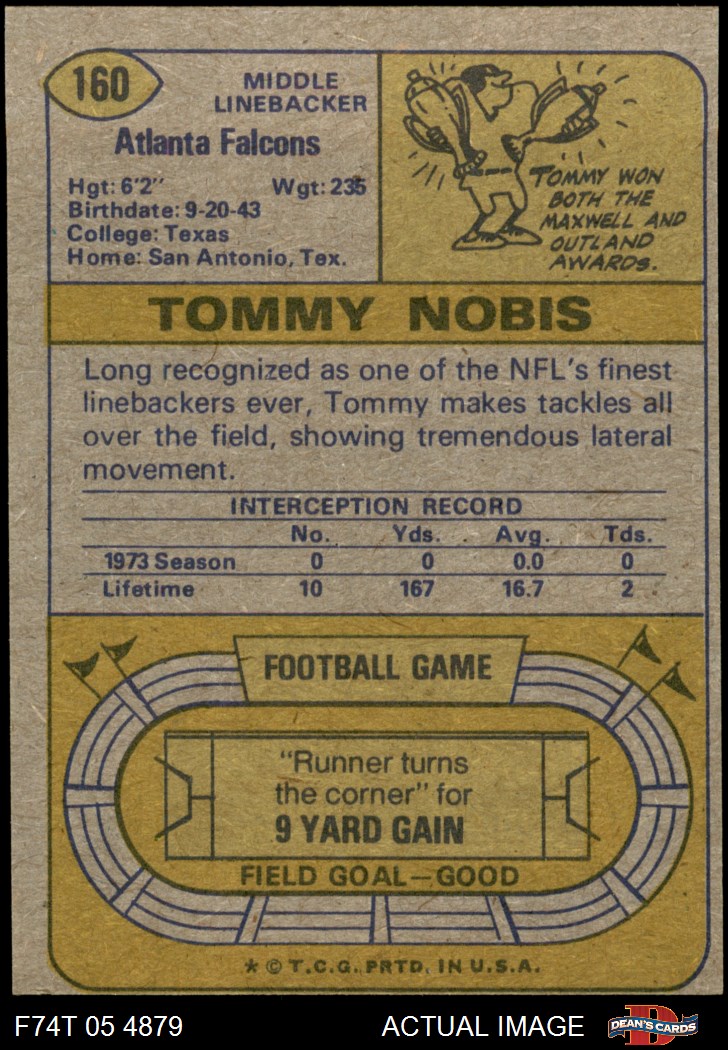 160
MIDDLE
LINEBACKER
Atlanta Falcons
Hgt: 6'2" Wgt: 235
Birthdate: 9-20-43
College: Texas
Home: San Antonio, Tex.
TOMMY WON
BOTH THE
MAXWELL AND
OUTLAND
AWARDS.
TOMMY NOBIS
Long recognized as one of the NFL's finest
linebackers ever, Tommy makes tackles all
over the field, showing tremendous lateral
movement.
INTERCEPTION RECORD
No. Yds. Avg. Tds.
1973 Season 0 0 0.0 0
Lifetime 10 167 16.7 2
FOOTBALL GAME
"Runner turns
the corner" for
9 YARD GAIN
FIELD GOAL—GOOD
* © T.C.G. PRTD. IN U.S.A.
F74T 05 4879 ACTUAL IMAGE DEAN'S CARDS